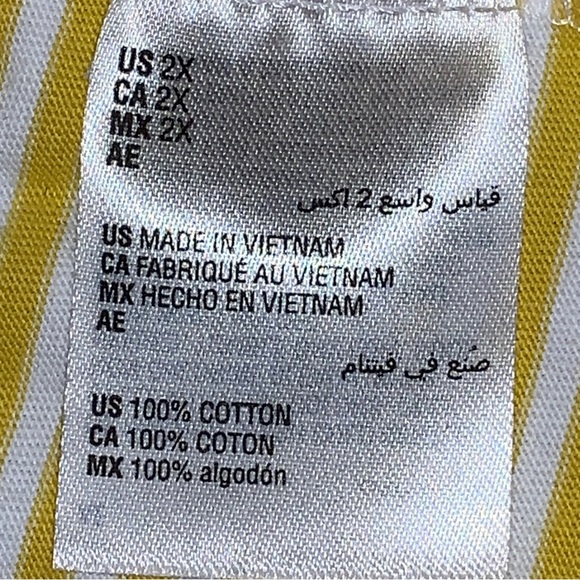 US 2X
CA 2X
MX 2X
AE
قياس واسع 2 اكس
US MADE IN VIETNAM
CA FABRIQUÉ AU VIETNAM
MX HECHO EN VIETNAM
AE
صُنع في فيتنام
US 100% COTTON
CA 100% COTON
MX 100% algodón